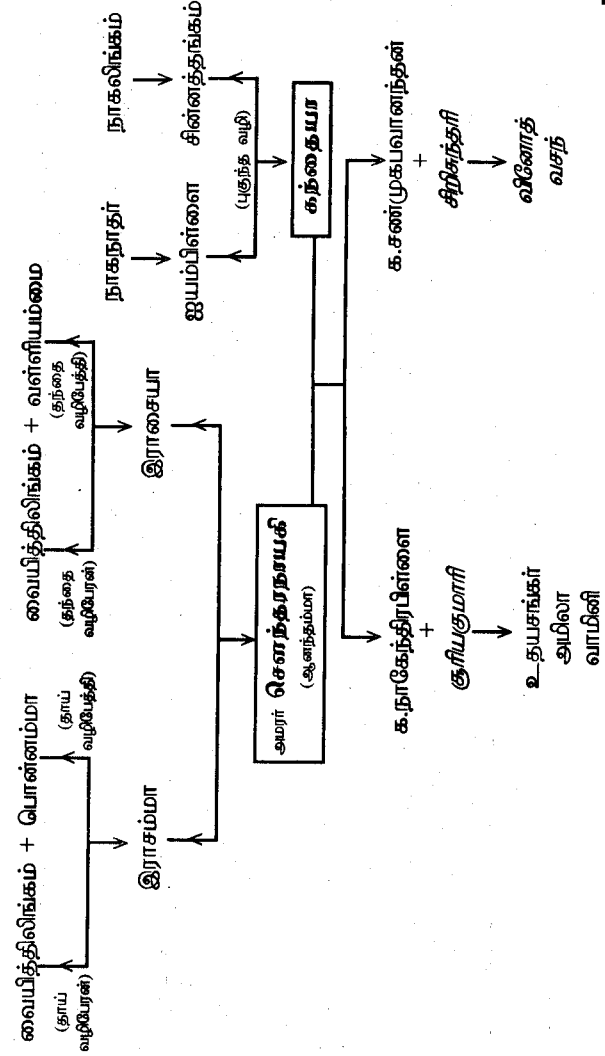 வையித்திலிங்கம் + பொன்னம்மா
(தாய் வழிபேரன்)
(தாய் வழிபேத்தி)
இராசம்மா
வையித்திலிங்கம் + வள்ளியம்மை
(தந்தை வழிபேரன்)
(தந்தை வழிபேத்தி)
இராசையா
நாகநாதர்
நாகலிங்கம்
ஐயம்பிள்ளை
சின்னத்தங்கம்
(புகுந்த வழி)
அமரர் சௌந்தரநாயகி
(ஆனந்தம்மா)
கந்தையா
க.நாகேந்திரபிள்ளை
+
சூரியகுமாரி
உதயசங்கர்
அமிலா
வாமினி
க.சண்முகபவானந்தன்
+
சிறிசுந்தரி
வினோத்
வசந்